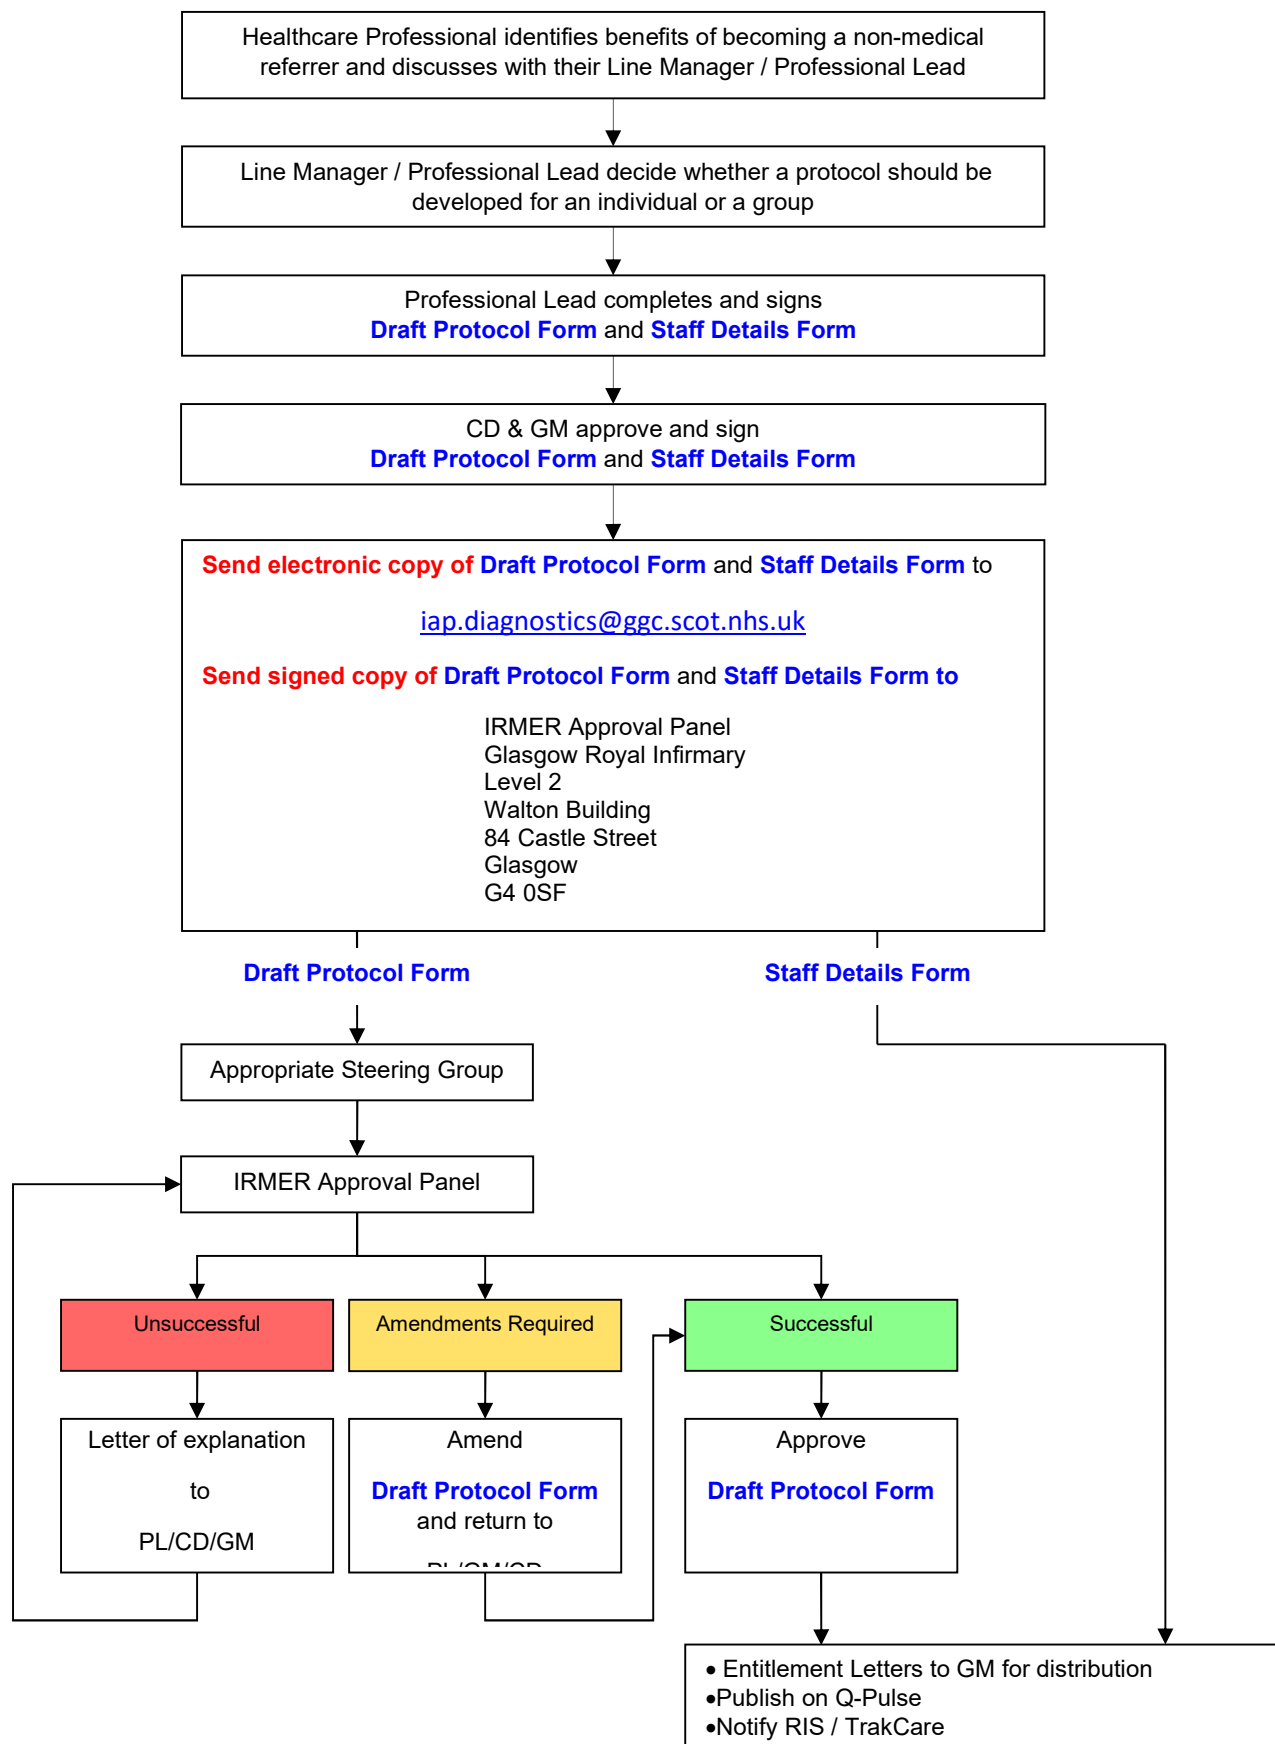 Healthcare Professional identifies benefits of becoming a non-medical
referrer and discusses with their Line Manager / Professional Lead
Line Manager / Professional Lead decide whether a protocol should be
developed for an individual or a group
Professional Lead completes and signs
Draft Protocol Form and Staff Details Form
CD & GM approve and sign
Draft Protocol Form and Staff Details Form
Send electronic copy of Draft Protocol Form and Staff Details Form to
iap.diagnostics@ggc.scot.nhs.uk
Send signed copy of Draft Protocol Form and Staff Details Form to
IRMER Approval Panel
Glasgow Royal Infirmary
Level 2
Walton Building
84 Castle Street
Glasgow
G4 0SF
Draft Protocol Form
Staff Details Form
Appropriate Steering Group
IRMER Approval Panel
Unsuccessful
Amendments Required
Successful
Letter of explanation
to
PL/CD/GM
Amend
Draft Protocol Form
and return to
Approve
Draft Protocol Form
• Entitlement Letters to GM for distribution
•Publish on Q-Pulse
•Notify RIS / TrakCare